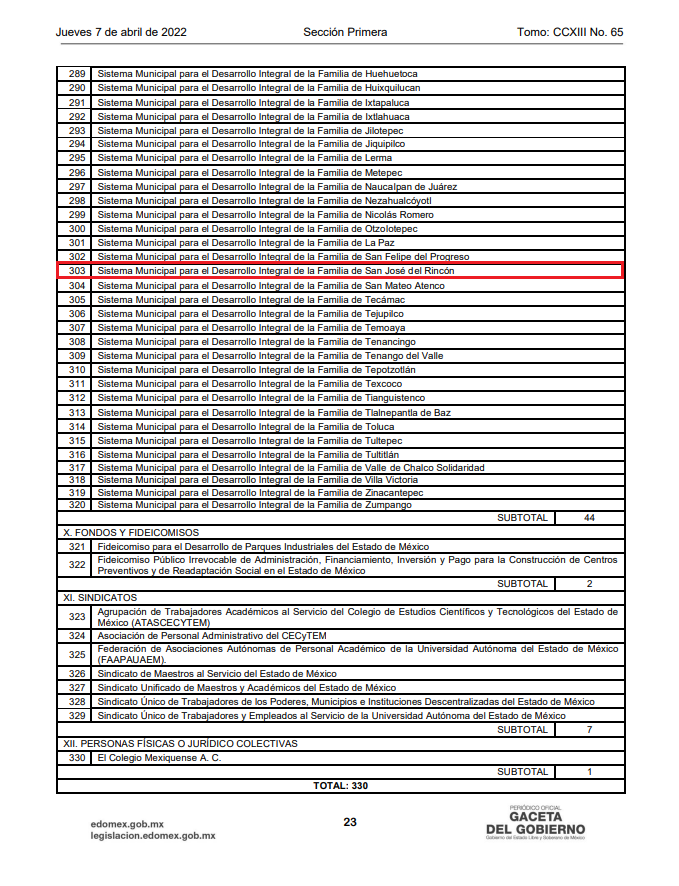 Jueves 7 de abril de 2022 Sección Primera Tomo: CCXIII No. 65
289 Sistema Municipal para el Desarrollo Integral de la Familia de Huehuetoca
290 Sistema Municipal para el Desarrollo Integral de la Familia de Huixquilucan
291 Sistema Municipal para el Desarrollo Integral de la Familia de Ixtapaluca
292 Sistema Municipal para el Desarrollo Integral de la Familia de Ixtlahuaca
293 Sistema Municipal para el Desarrollo Integral de la Familia de Jilotepec
294 Sistema Municipal para el Desarrollo Integral de la Familia de Jiquipilco
295 Sistema Municipal para el Desarrollo Integral de la Familia de Lerma
296 Sistema Municipal para el Desarrollo Integral de la Familia de Metepec
297 Sistema Municipal para el Desarrollo Integral de la Familia de Naucalpan de Juárez
298 Sistema Municipal para el Desarrollo Integral de la Familia de Nezahualcóyotl
299 Sistema Municipal para el Desarrollo Integral de la Familia de Nicolás Romero
300 Sistema Municipal para el Desarrollo Integral de la Familia de Otzolotepec
301 Sistema Municipal para el Desarrollo Integral de la Familia de La Paz
302 Sistema Municipal para el Desarrollo Integral de la Familia de San Felipe del Progreso
303 Sistema Municipal para el Desarrollo Integral de la Familia de San José del Rincón
304 Sistema Municipal para el Desarrollo Integral de la Familia de San Mateo Atenco
305 Sistema Municipal para el Desarrollo Integral de la Familia de Tecámac
306 Sistema Municipal para el Desarrollo Integral de la Familia de Tejupilco
307 Sistema Municipal para el Desarrollo Integral de la Familia de Temoaya
308 Sistema Municipal para el Desarrollo Integral de la Familia de Tenancingo
309 Sistema Municipal para el Desarrollo Integral de la Familia de Tenango del Valle
310 Sistema Municipal para el Desarrollo Integral de la Familia de Tepotzotlán
311 Sistema Municipal para el Desarrollo Integral de la Familia de Texcoco
312 Sistema Municipal para el Desarrollo Integral de la Familia de Tianguistenco
313 Sistema Municipal para el Desarrollo Integral de la Familia de Tlalnepantla de Baz
314 Sistema Municipal para el Desarrollo Integral de la Familia de Toluca
315 Sistema Municipal para el Desarrollo Integral de la Familia de Tultepec
316 Sistema Municipal para el Desarrollo Integral de la Familia de Tultitlán
317 Sistema Municipal para el Desarrollo Integral de la Familia de Valle de Chalco Solidaridad
318 Sistema Municipal para el Desarrollo Integral de la Familia de Villa Victoria
319 Sistema Municipal para el Desarrollo Integral de la Familia de Zinacantepec
320 Sistema Municipal para el Desarrollo Integral de la Familia de Zumpango
SUBTOTAL 44
X. FONDOS Y FIDEICOMISOS
321 Fideicomiso para el Desarrollo de Parques Industriales del Estado de México
322 Fideicomiso Público Irrevocable de Administración, Financiamiento, Inversión y Pago para la Construcción de Centros
Preventivos y de Readaptación Social en el Estado de México
SUBTOTAL 2
XI. SINDICATOS
323 Agrupación de Trabajadores Académicos al Servicio del Colegio de Estudios Científicos y Tecnológicos del Estado de
México (ATASCECYTEM)
324 Asociación de Personal Administrativo del CECyTEM
325 Federación de Asociaciones Autónomas de Personal Académico de la Universidad Autónoma del Estado de México
(FAAPAUAEM).
326 Sindicato de Maestros al Servicio del Estado de México
327 Sindicato Unificado de Maestros y Académicos del Estado de México
328 Sindicato Único de Trabajadores de los Poderes, Municipios e Instituciones Descentralizadas del Estado de México
329 Sindicato Único de Trabajadores y Empleados al Servicio de la Universidad Autónoma del Estado de México
SUBTOTAL 7
XII. PERSONAS FÍSICAS O JURÍDICO COLECTIVAS
330 El Colegio Mexiquense A. C.
SUBTOTAL 1
TOTAL: 330
edomex.gob.mx
legislacion.edomex.gob.mx
23
PERIÓDICO OFICIAL
GACETA
DEL GOBIERNO
Gobierno del Estado Libre y Soberano de México